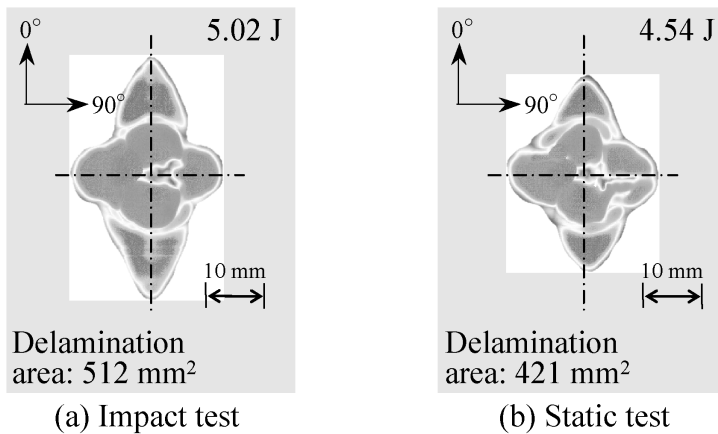 0°
5.02 J
90°
10 mm
Delamination
area: 512 mm²
(a) Impact test
0°
4.54 J
90°
10 mm
Delamination
area: 421 mm²
(b) Static test